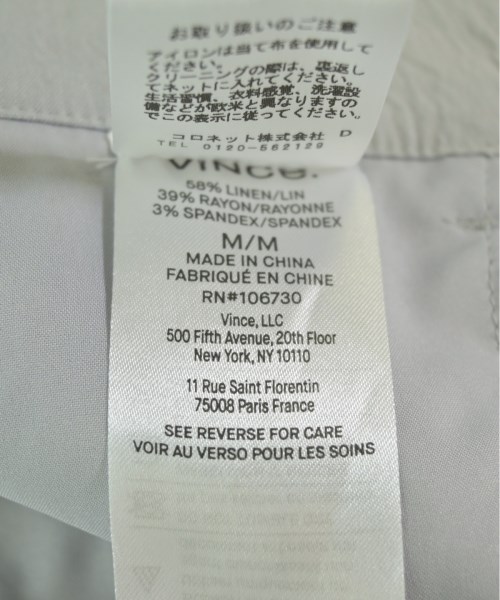 お取り扱いのご注意
アイロンは当て布を使用して
ください。
クリーニングの際は、裏返し
てネットに入れてください。
生活習慣、衣料感覚、洗濯設
備などが欧米と異なりますの
でこの表示に従ってください。
コロネット株式会社 D
TEL 0120-562129
VINCE.
58% LINEN/LIN
39% RAYON/RAYONNE
3% SPANDEX/SPANDEX
M/M
MADE IN CHINA
FABRIQUÉ EN CHINE
RN#106730
Vince, LLC
500 Fifth Avenue, 20th Floor
New York, NY 10110
11 Rue Saint Florentin
75008 Paris France
SEE REVERSE FOR CARE
VOIR AU VERSO POUR LES SOINS